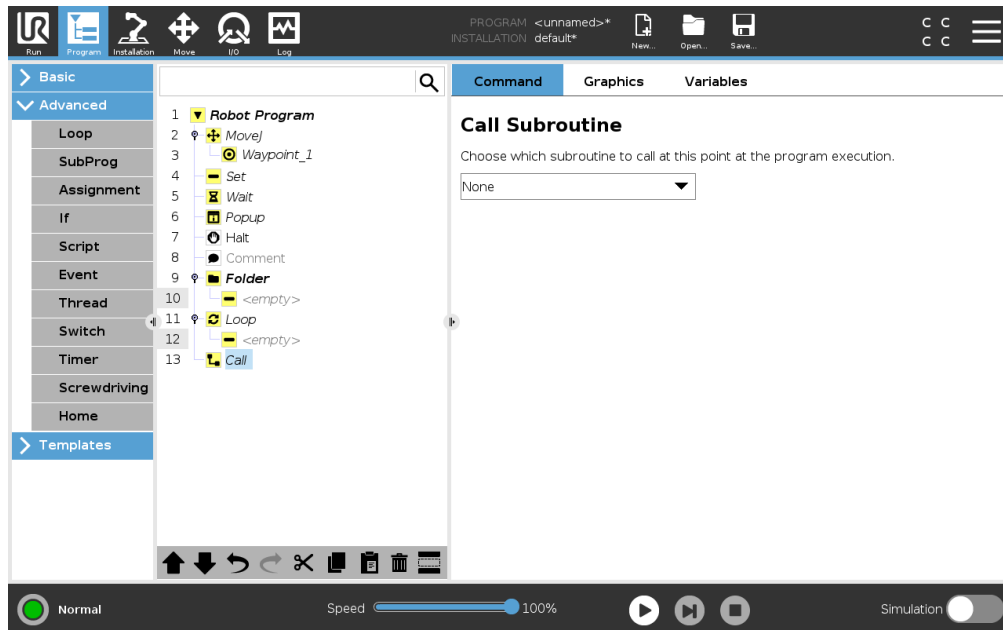 PROGRAM <unnamed>*
INSTALLATION default*
Run Program Installation Move I/O Log New... Open... Save...
C C
C C
Basic
Advanced
Loop
SubProg
Assignment
If
Script
Event
Thread
Switch
Timer
Screwdriving
Home
Templates
1 Robot Program
2 MoveJ
3 Waypoint_1
4 Set
5 Wait
6 Popup
7 Halt
8 Comment
9 Folder
10 <empty>
11 Loop
12 <empty>
13 Call
Command Graphics Variables
Call Subroutine
Choose which subroutine to call at this point at the program execution.
None
Normal Speed 100% Simulation